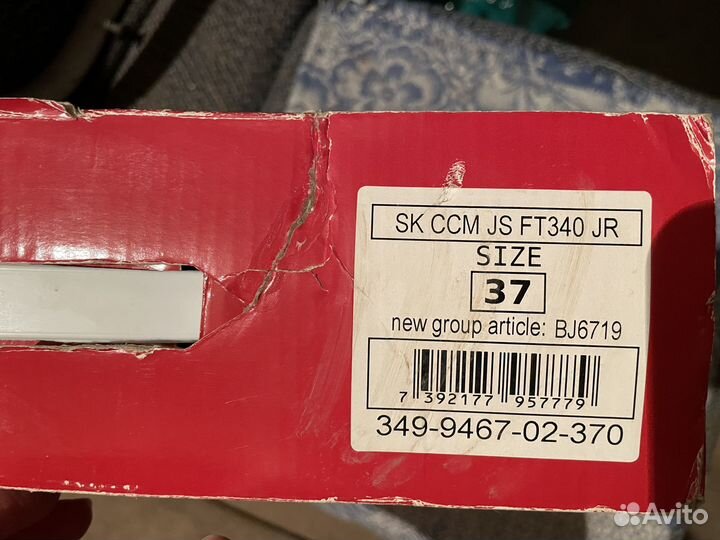 SK CCM JS FT340 JR
SIZE
37
new group article: BJ6719
7 392177 957779
349-9467-02-370
Avito